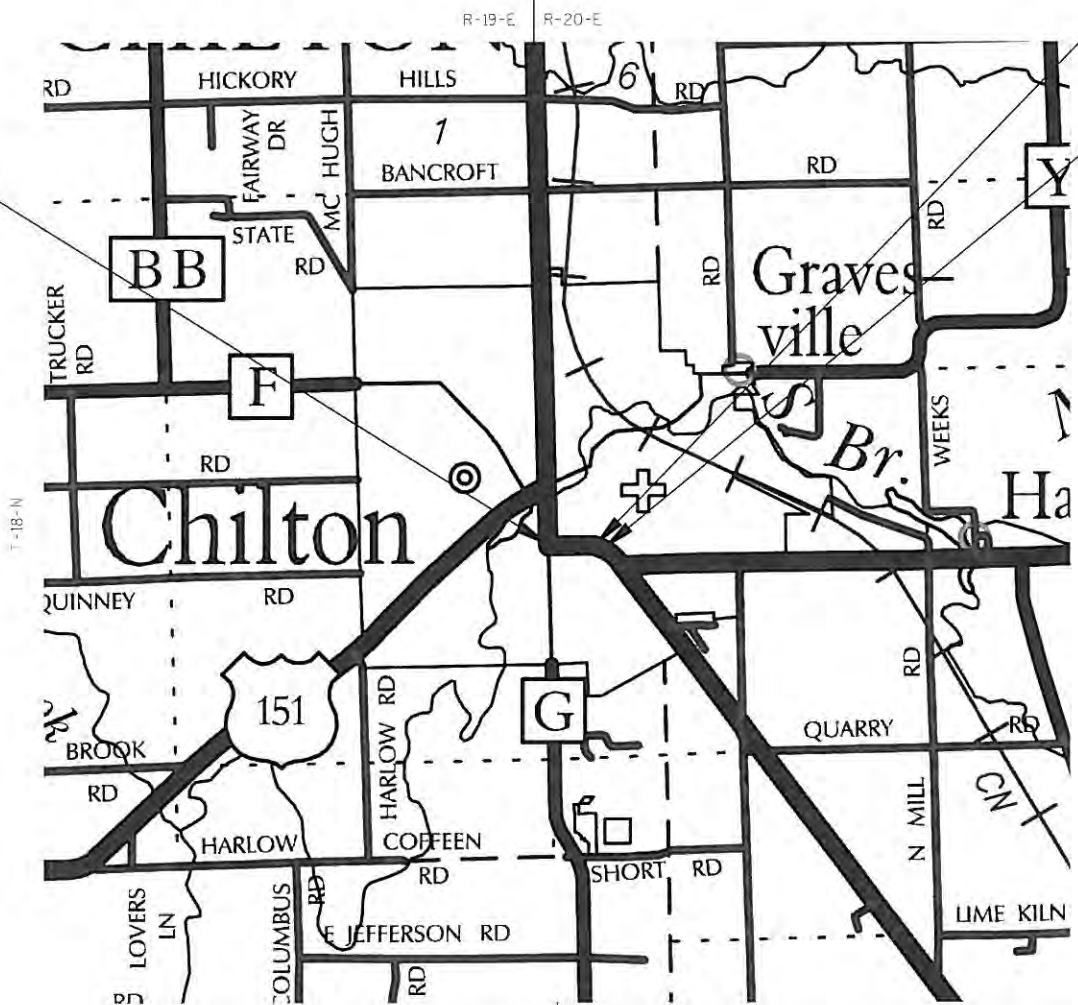 R-19-E R-20-E
HICKORY HILLS
RD
6
RD
FAIRWAY DR
MC HUGH
1
BANCROFT
RD
Y
STATE
RD
RD
RD
BB
Graves
ville
TRUCKER
RD
F
S
Br.
WEEKS
RD
Ha
T-18-N
Chilton
QUINNEY
RD
151
HARLOW RD
G
RD
QUARRY
RD
BROOK
RD
CN
N MILL
HARLOW
COFFEEN
RD
SHORT RD
LOVERS
LN
COLUMBUS
RD
E JEFFERSON RD
LIME KILN
RD
RD